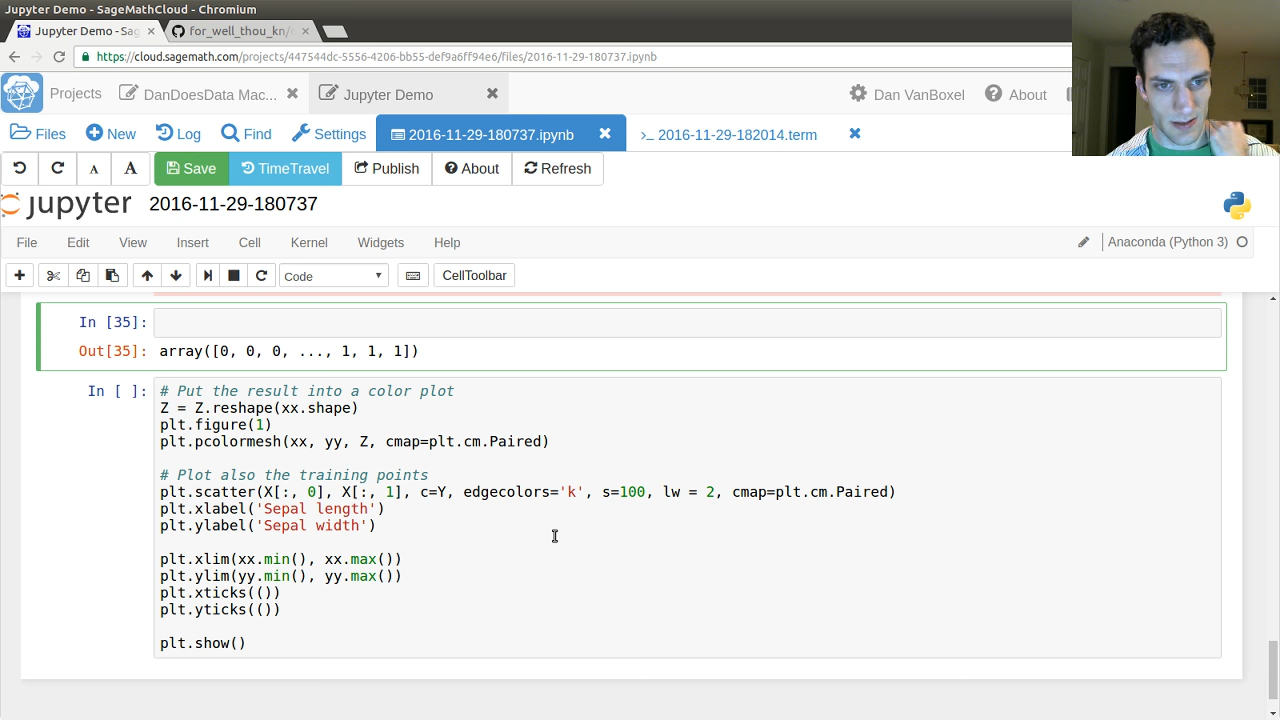 Jupyter Demo - SageMathCloud - Chromium
Jupyter Demo - Sag
for_well_thou_kn/
https://cloud.sagemath.com/projects/447544dc-5556-4206-bb55-def9a6ff94e6/files/2016-11-29-180737.ipynb
Projects
DanDoesData Mac...
Jupyter Demo
Dan VanBoxel
About
Files
New
Log
Find
Settings
2016-11-29-180737.ipynb
2016-11-29-182014.term
A
A
Save
TimeTravel
Publish
About
Refresh
jupyter
2016-11-29-180737
File
Edit
View
Insert
Cell
Kernel
Widgets
Help
Anaconda (Python 3)
Code
CellToolbar
In [35]:
Out[35]: array([0, 0, 0, ..., 1, 1, 1])
In [ ]: # Put the result into a color plot
Z = Z.reshape(xx.shape)
plt.figure(1)
plt.pcolormesh(xx, yy, Z, cmap=plt.cm.Paired)
# Plot also the training points
plt.scatter(X[:, 0], X[:, 1], c=Y, edgecolors='k', s=100, lw = 2, cmap=plt.cm.Paired)
plt.xlabel('Sepal length')
plt.ylabel('Sepal width')
plt.xlim(xx.min(), xx.max())
plt.ylim(yy.min(), yy.max())
plt.xticks(())
plt.yticks(())
plt.show()